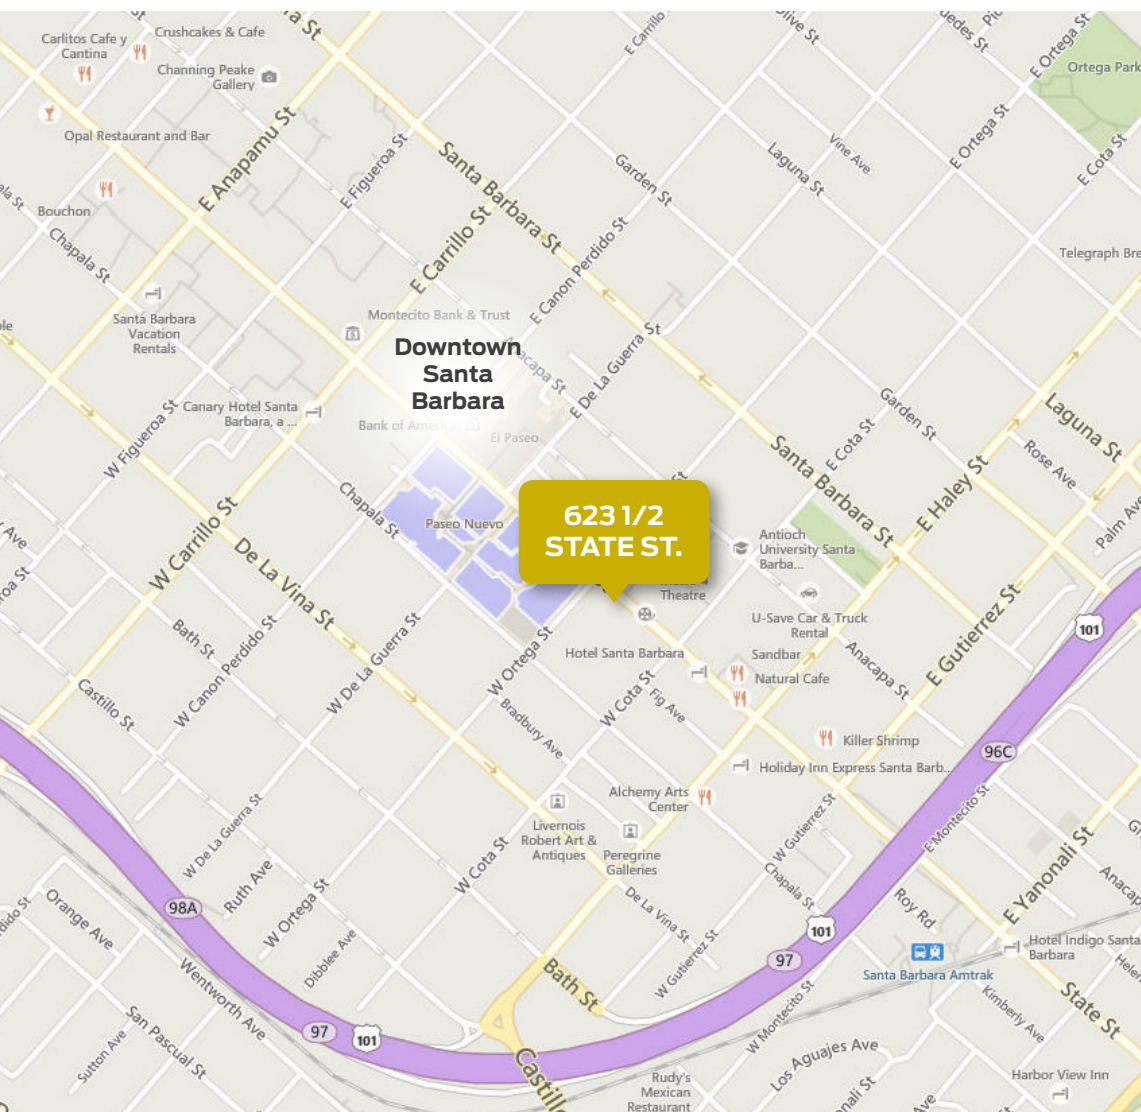 Carlitos Cafe y
Cantina
Crushcakes & Cafe
Channing Peake
Gallery
Opal Restaurant and Bar
Bouchon
E Anapamu St
E Figueroa St
E Carrillo St
Olive St
E Ortega St
Ortega Park
Vine Ave
Laguna St
Garden St
E Ortega St
E Cota St
Santa Barbara St
E Carrillo St
E Canon Perdido St
Telegraph Bre
Chapala St
Santa Barbara
Vacation
Rentals
Montecito Bank & Trust
Downtown
Santa
Barbara
E De La Guerra St
Canary Hotel Santa
Barbara, a ...
W Figueroa St
El Paseo
Garden St
E Cota St
Laguna St
Rose Ave
Palm Ave
Santa Barbara St
E Haley St
Chapala St
Paseo Nuevo
623 1/2
STATE ST.
Antioch
University Santa
Barba...
Theatre
W Carrillo St
De La Vina St
U-Save Car & Truck
Rental
101
E Gutierrez St
Bath St
W Canon Perdido St
W De La Guerra St
W Ortega St
Hotel Santa Barbara
Sandbar
Natural Cafe
Anacapa St
Castillo St
W Cota St
Fig Ave
Bradbury Ave
Killer Shrimp
96C
Holiday Inn Express Santa Barb...
Alchemy Arts
Center
Livernois
Robert Art &
Antiques
Peregrine
Galleries
W Gutierrez St
E Montecito St
W De La Guerra St
Ruth Ave
W Cota St
Chapala St
E Yanonali St
Anacapa
Orange Ave
98A
W Ortega St
De La Vina St
Roy Rd
101
97
Hotel Indigo Santa
Barbara
Dibblee Ave
Wentworth Ave
Bath St
W Gutierrez St
Santa Barbara Amtrak
W Montecito St
Kimberly Ave
State St
97
101
San Pascual St
Sutton Ave
Castillo
Los Aguajes Ave
Rudy's
Mexican
Restaurant
Harbor View Inn